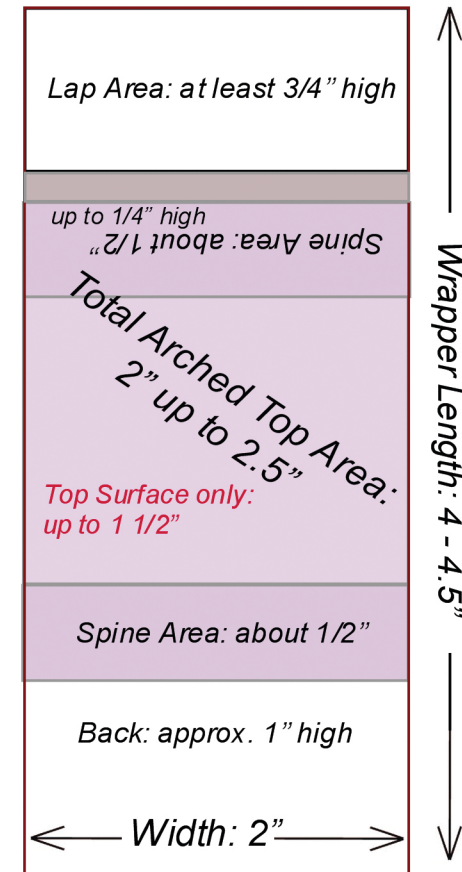 Lap Area: at least 3/4” high
up to 1/4” high
Spine Area: about 1/2”
Total Arched Top Area:
2” up to 2.5”
Top Surface only:
up to 1 1/2”
Spine Area: about 1/2”
Back: approx. 1” high
Width: 2”
Wrapper Length: 4 - 4.5”